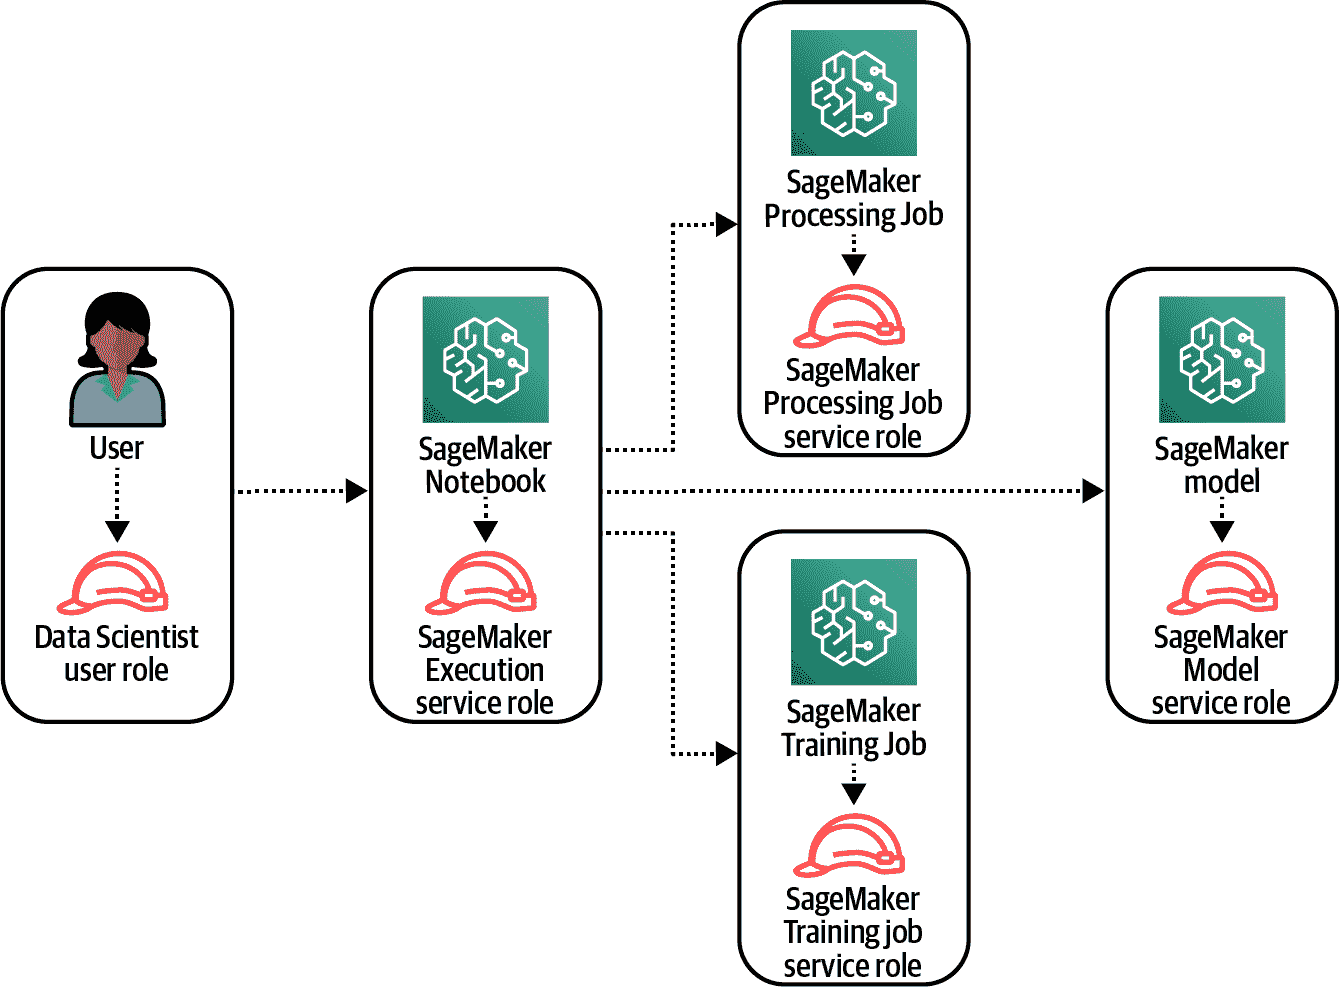 User
Data Scientist
user role
SageMaker
Notebook
SageMaker
Execution
service role
SageMaker
Processing Job
SageMaker
Processing Job
service role
SageMaker
Training Job
SageMaker
Training job
service role
SageMaker
model
SageMaker
Model
service role